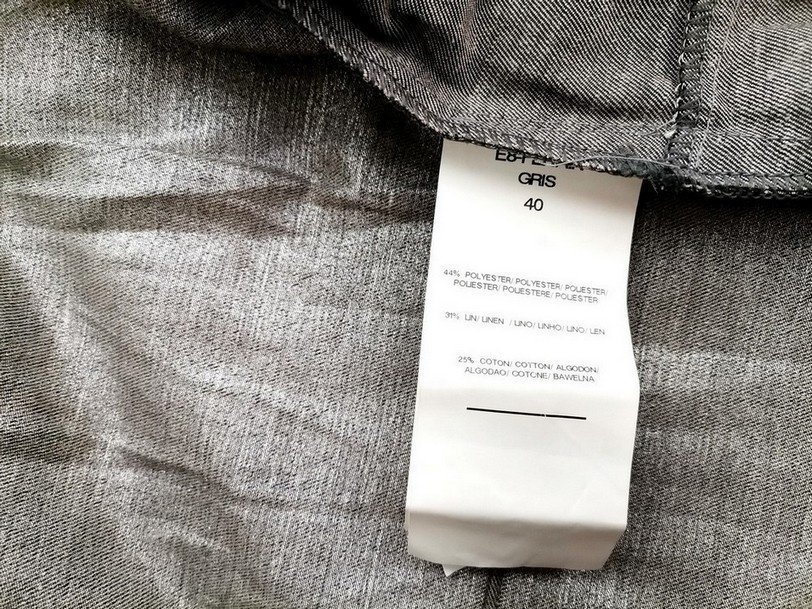 GRIS
40
44% POLYESTER/ POLYESTER/ POLIESTER/
POLIESTER/ POLIESTERE/ POLIESTER
31% LIN/ LINEN / LINO/ LINHO/ LINO/ LEN
25% COTON/ COTTON/ ALGODON/
ALGODAO/ COTONE/ BAWELNA